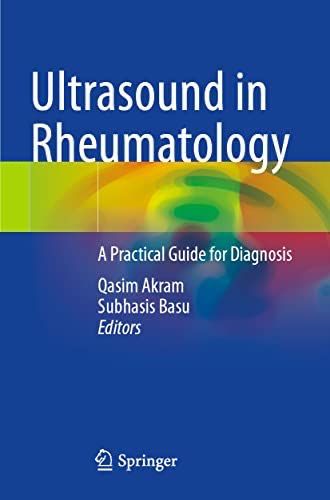 Ultrasound in
Rheumatology
A Practical Guide for Diagnosis
Qasim Akram
Subhasis Basu
Editors
Springer